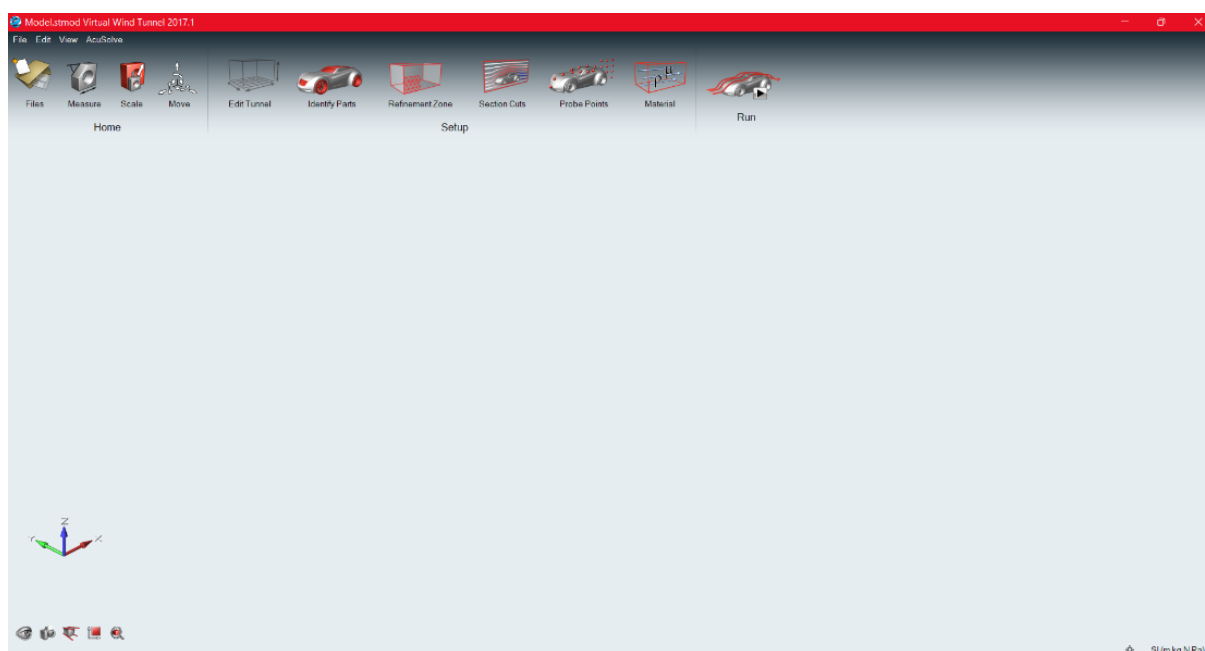 Model.stmod Virtual Wind Tunnel 2017.1
File Edit View AcuSolve
Files Measure Scale Move Edit Tunnel Identify Parts Refinement Zone Section Cuts Probe Points Material
Run
Home Setup
Z
Y X